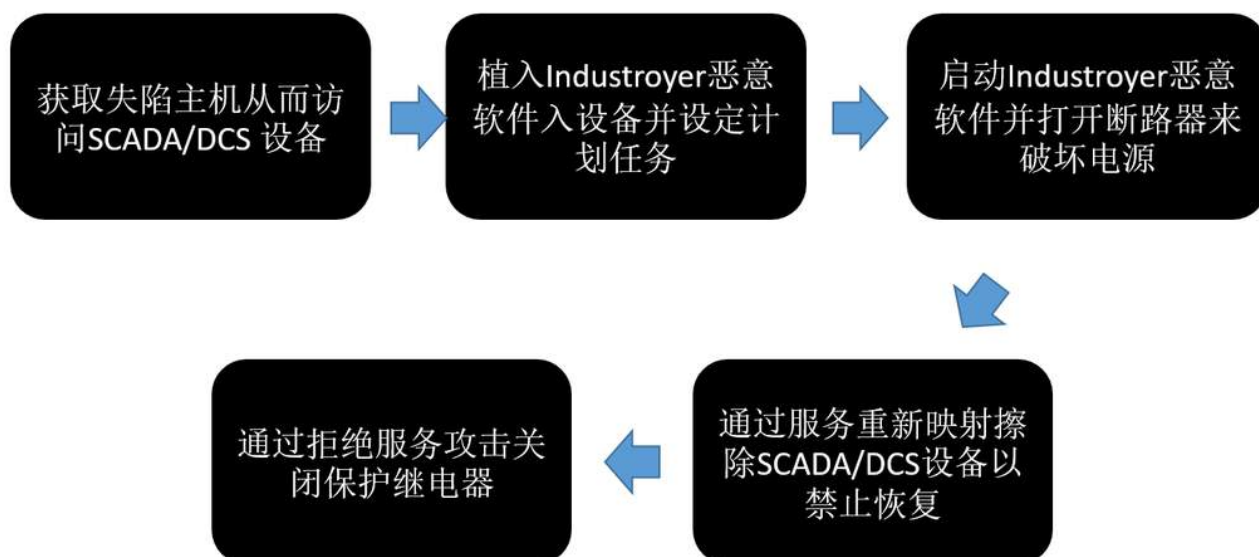 获取失陷主机从而访
问SCADA/DCS 设备
植入Industroyer恶意
软件入设备并设定计
划任务
启动Industroyer恶意
软件并打开断路器来
破坏电源
通过服务重新映射擦
除SCADA/DCS设备以
禁止恢复
通过拒绝服务攻击关
闭保护继电器